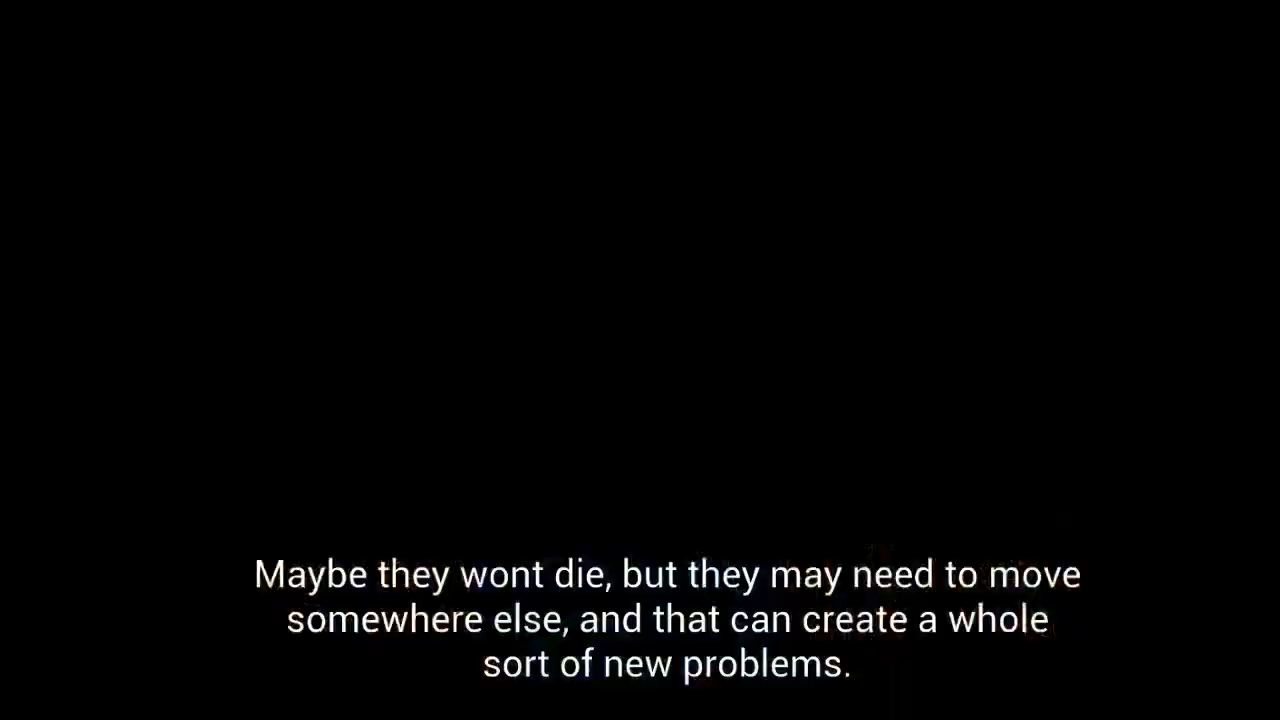 Maybe they wont die, but they may need to move
somewhere else, and that can create a whole
sort of new problems.